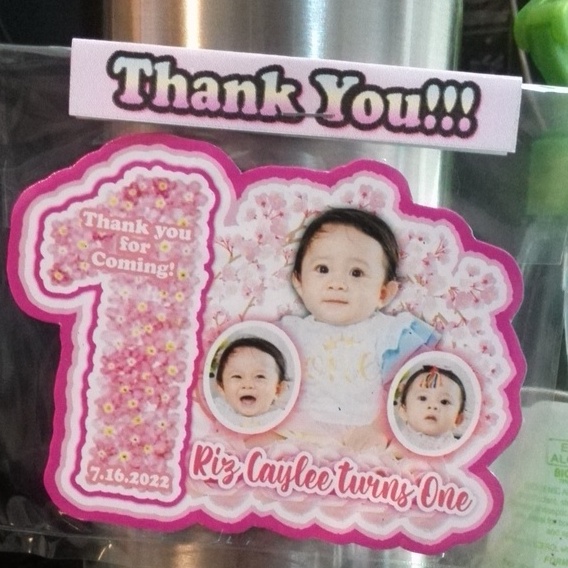 Thank You!!!
Thank you
for
Coming!
7.16.2022
Riz Caylee turns One